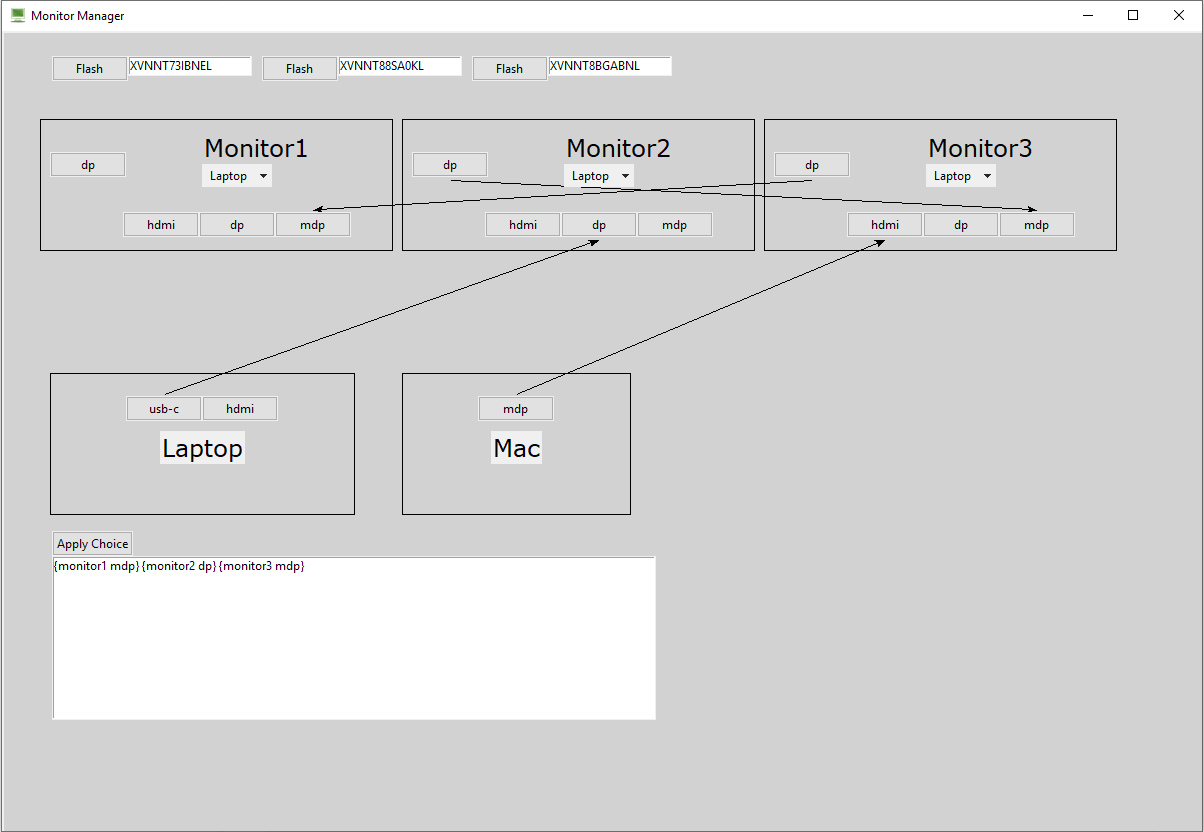 Monitor Manager
Flash XVNNT73IBNEL Flash XVNNT88SA0KL Flash XVNNT8BGABNL
Monitor1 Monitor2 Monitor3
dp dp dp
Laptop Laptop Laptop
hdmi dp mdp hdmi dp mdp hdmi dp mdp
usb-c hdmi mdp
Laptop Mac
Apply Choice
{monitor1 mdp} {monitor2 dp} {monitor3 mdp}